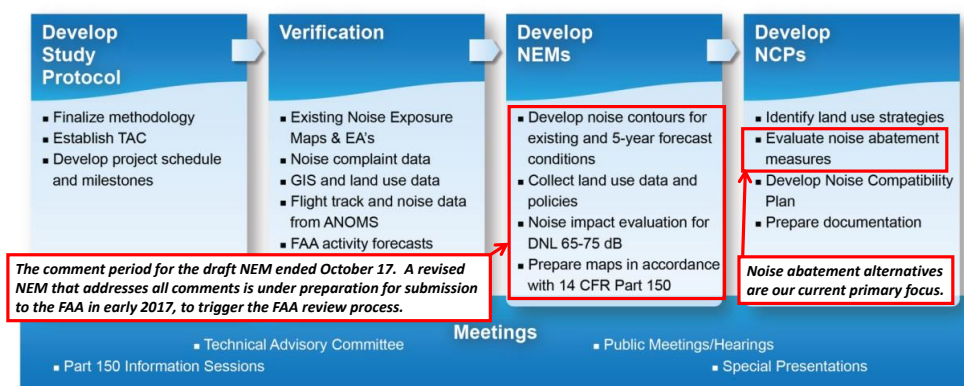 Develop
Study
Protocol
▪ Finalize methodology
▪ Establish TAC
▪ Develop project schedule
and milestones
Verification
▪ Existing Noise Exposure
Maps & EA's
▪ Noise complaint data
▪ GIS and land use data
▪ Flight track and noise data
from ANOMS
▪ FAA activity forecasts
Develop
NEMs
▪ Develop noise contours for
existing and 5-year forecast
conditions
▪ Collect land use data and
policies
▪ Noise impact evaluation for
DNL 65-75 dB
▪ Prepare maps in accordance
with 14 CFR Part 150
Develop
NCPs
▪ Identify land use strategies
▪ Evaluate noise abatement
measures
▪ Develop Noise Compatibility
Plan
▪ Prepare documentation
The comment period for the draft NEM ended October 17. A revised
NEM that addresses all comments is under preparation for submission
to the FAA in early 2017, to trigger the FAA review process.
Noise abatement alternatives
are our current primary focus.
Meetings
▪ Technical Advisory Committee
▪ Public Meetings/Hearings
▪ Part 150 Information Sessions
▪ Special Presentations